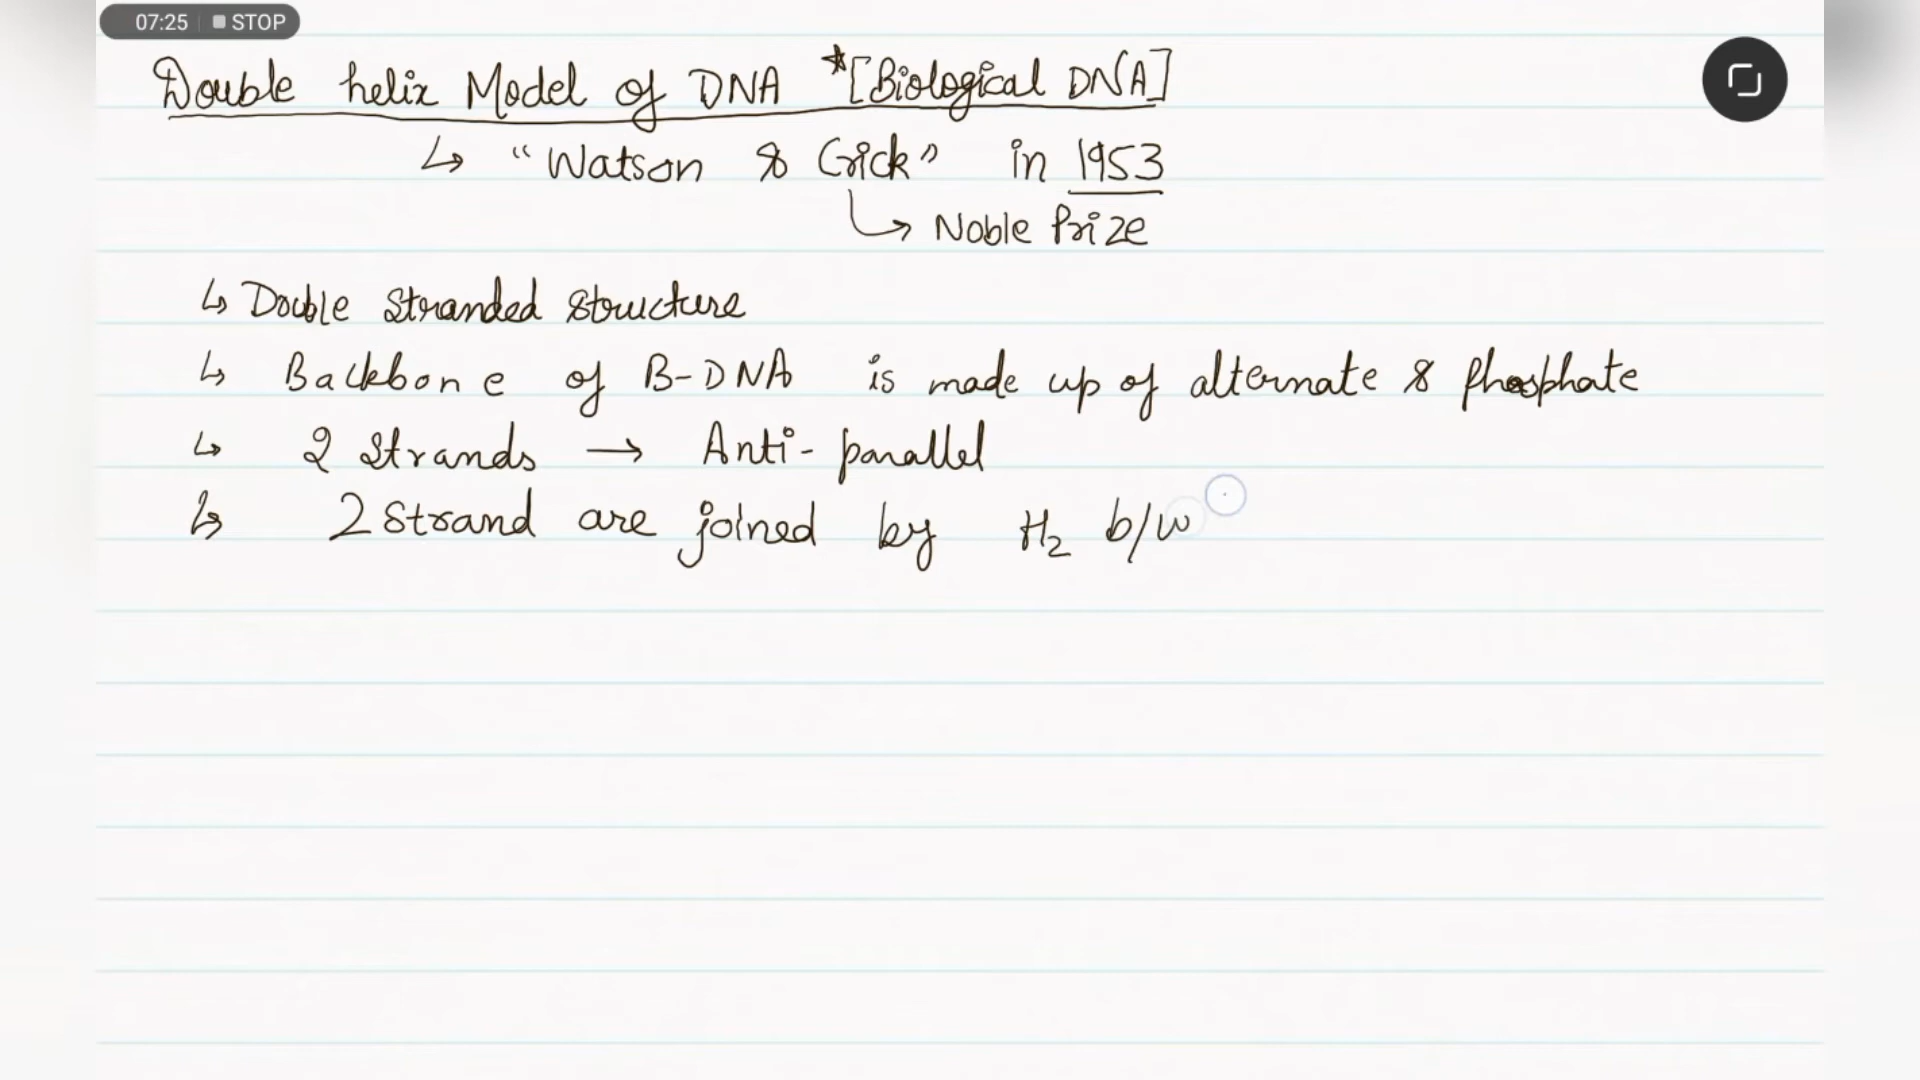 07:25 STOP
Double helix Model of DNA *[Biological DNA]
↳ "Watson & Crick" in 1953
↳ Noble Prize
↳ Double Stranded structure
↳ Backbone of B-DNA is made up of alternate & phosphate
↳ 2 Strands → Anti-parallel
↳ 2 Strand are joined by H₂ b/w